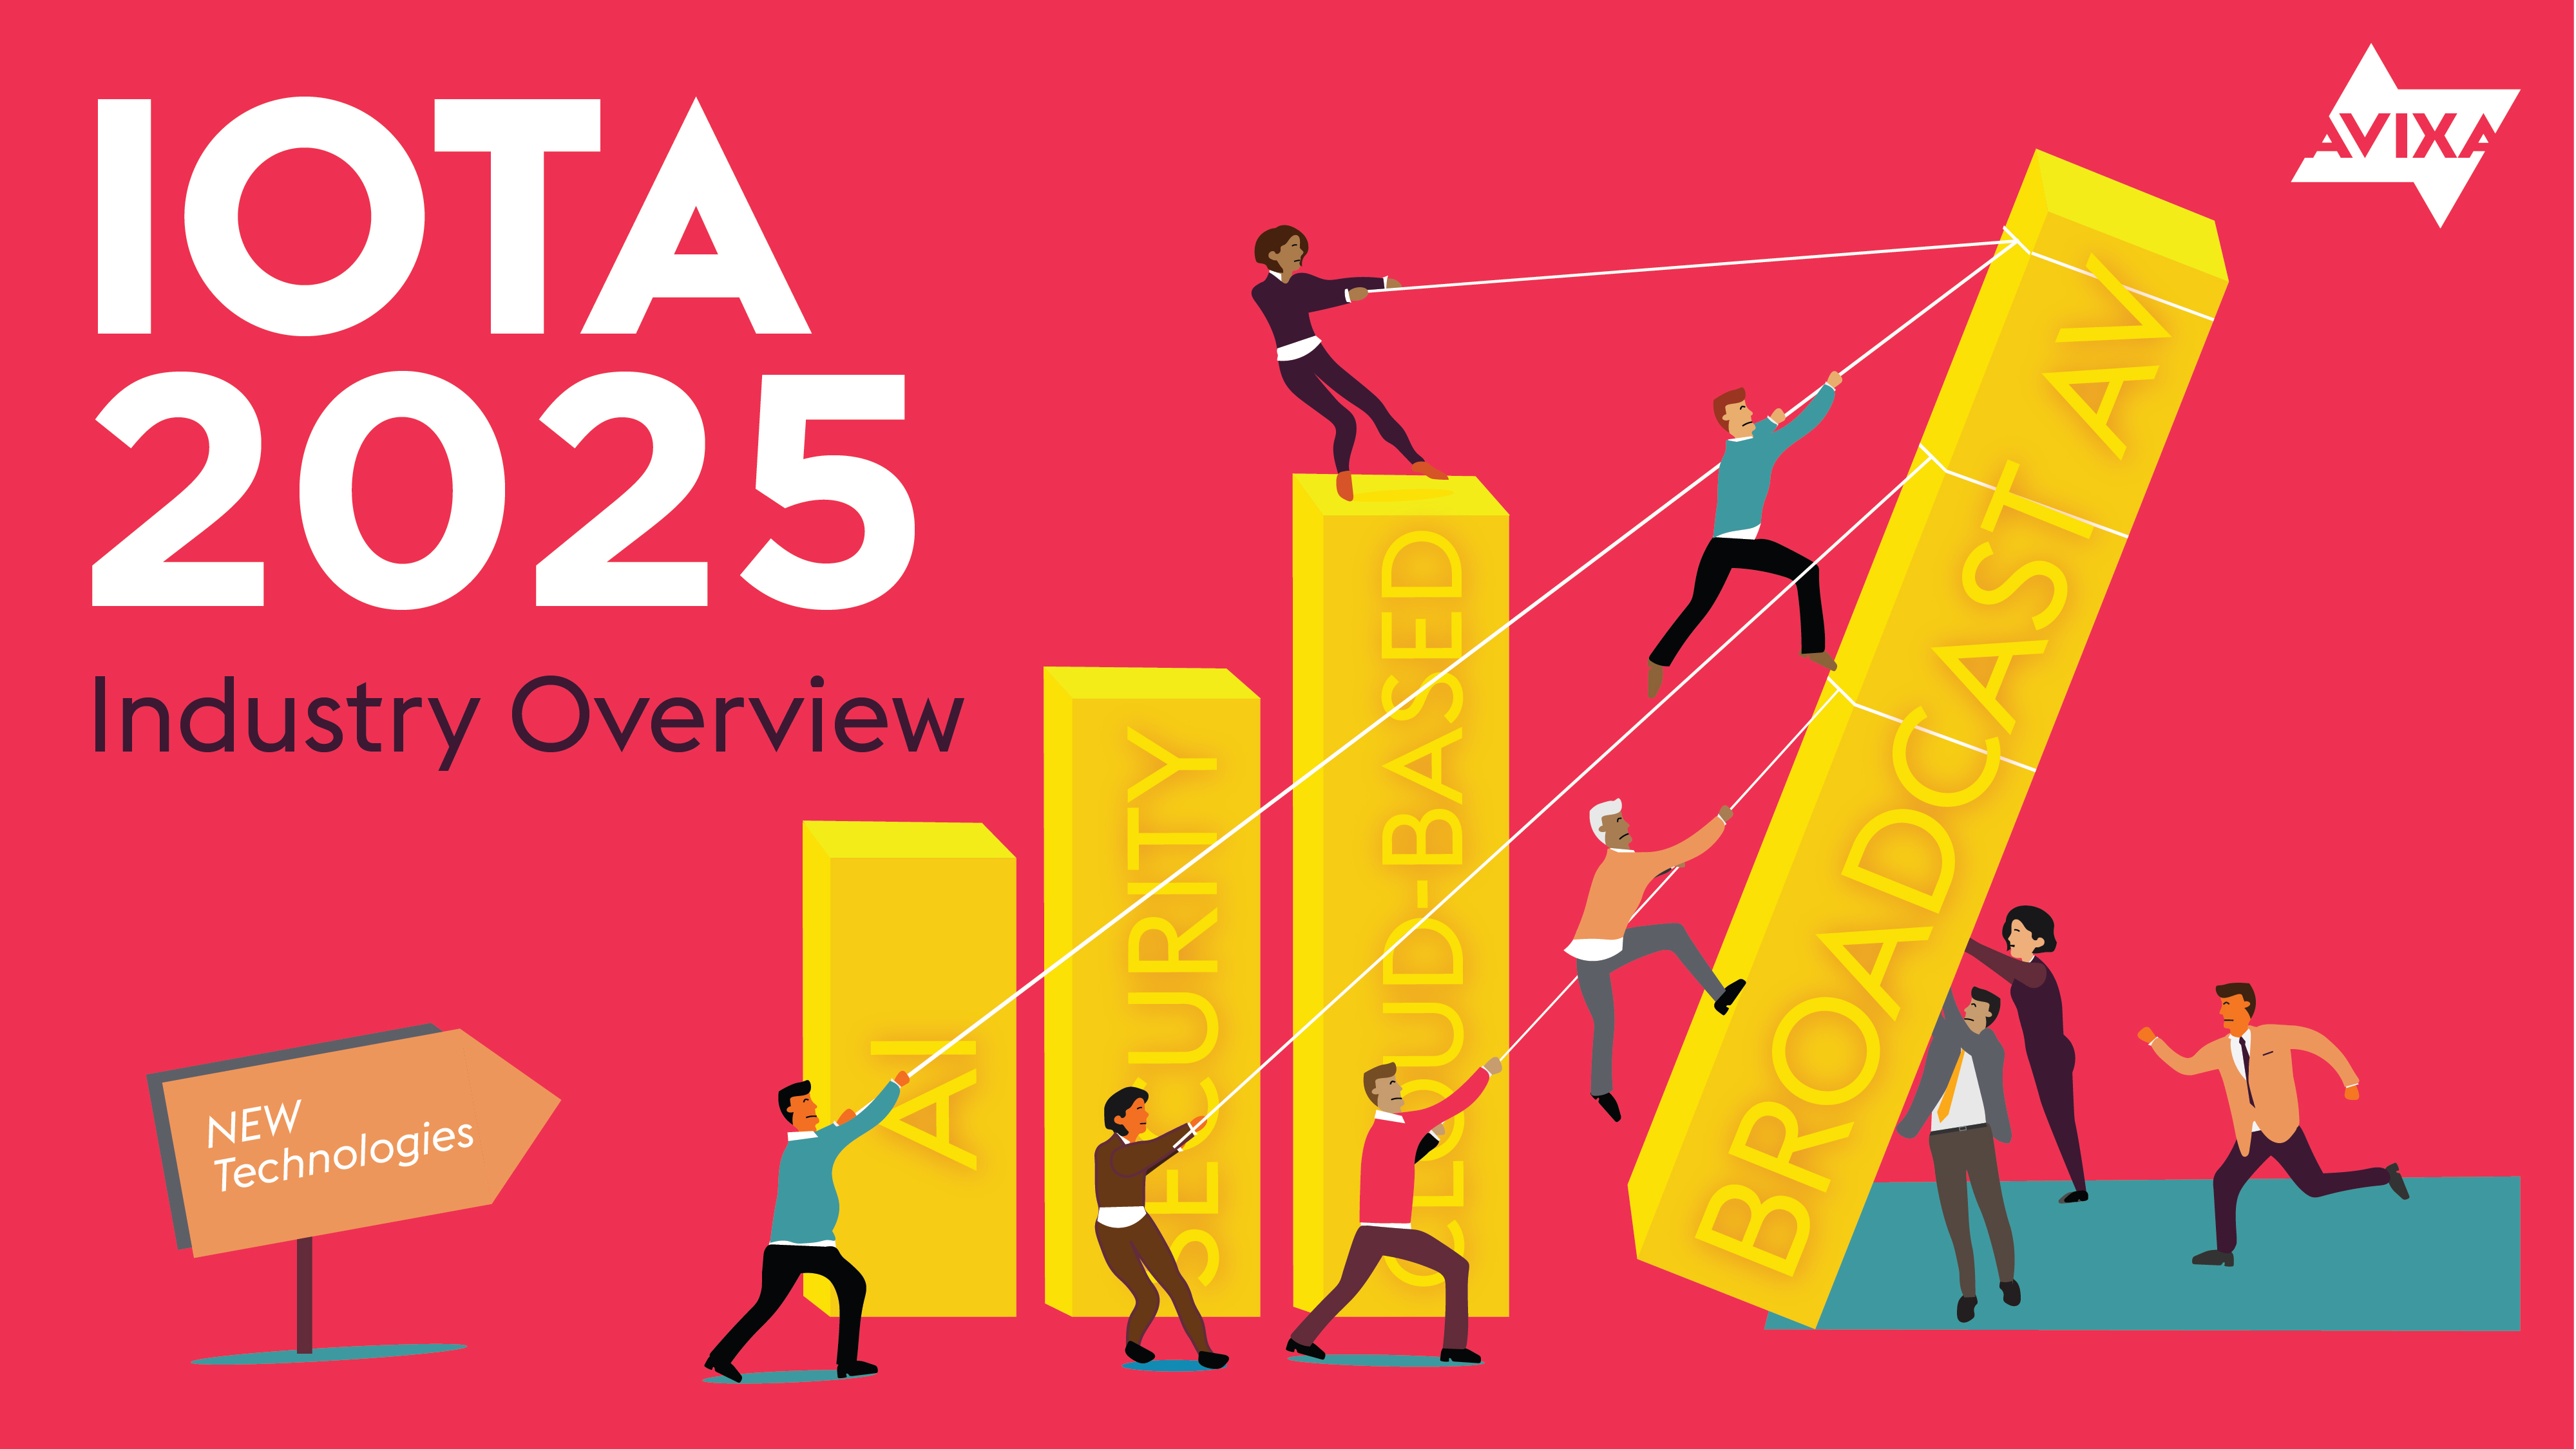 IOTA
2025
Industry Overview
AVIXA
AI
SECURITY
CLOUD-BASED
BROADCAST AV
NEW
Technologies